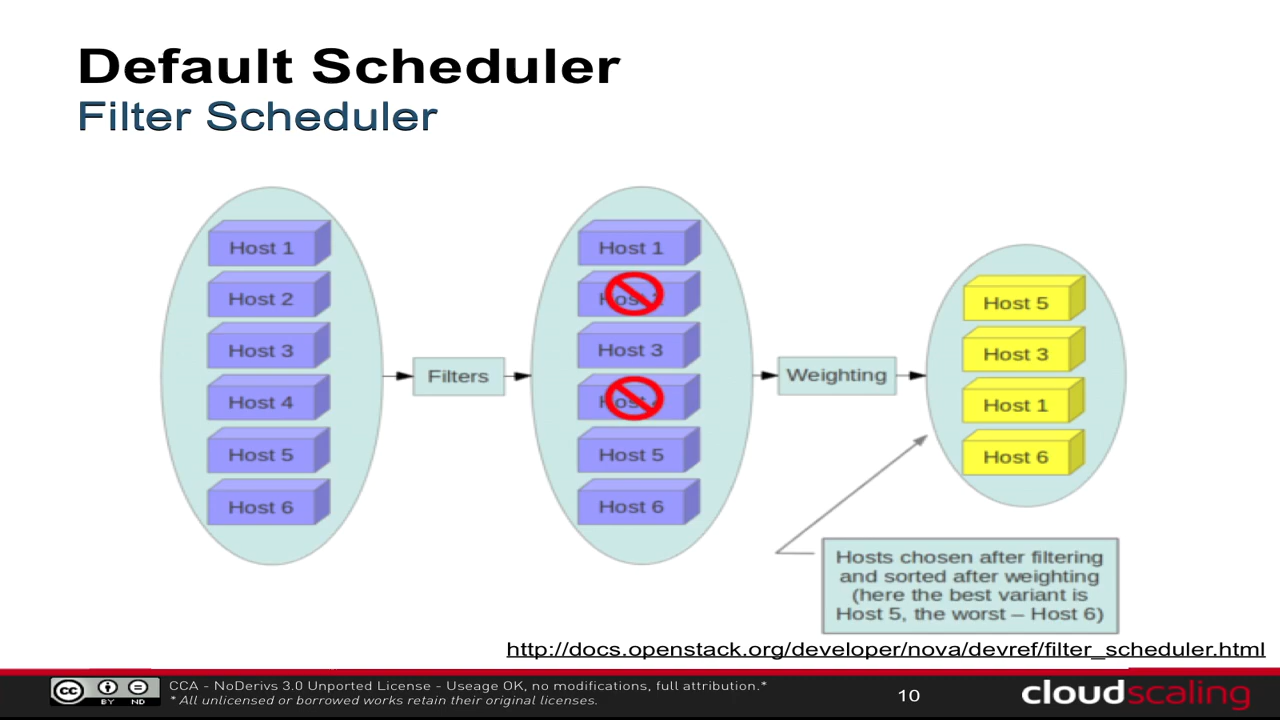 Default Scheduler
Filter Scheduler
Host 1
Host 2
Host 3
Host 4
Host 5
Host 6
Filters
Host 1
Host 3
Host 5
Host 6
Weighting
Host 5
Host 3
Host 1
Host 6
Hosts chosen after filtering
and sorted after weighting
(here the best variant is
Host 5, the worst – Host 6)
http://docs.openstack.org/developer/nova/devref/filter_scheduler.html
cc
BY ND
CCA - NoDerivs 3.0 Unported License - Useage OK, no modifications, full attribution.*
* All unlicensed or borrowed works retain their original licenses.
10
cloudscaling